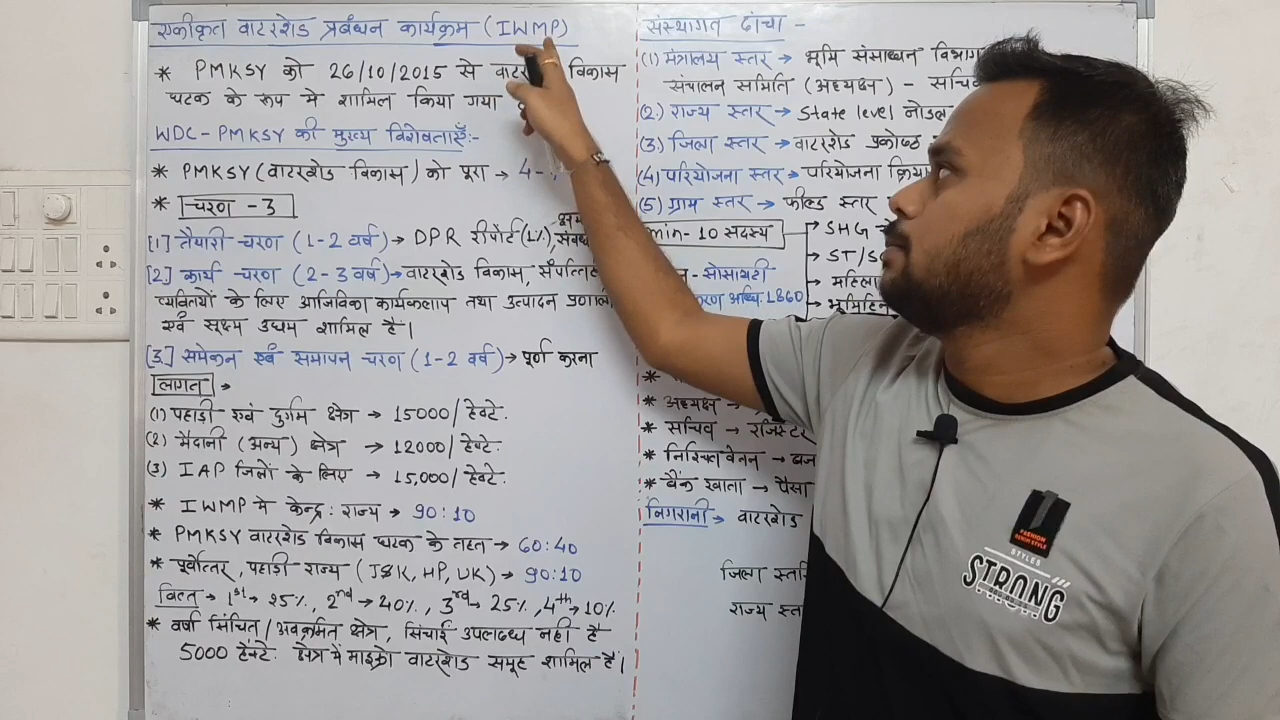 एकीकृत वाटरशेड प्रबंधन कार्यक्रम (IWMP)
* PMKSY को 26/10/2015 से विकास
घटक के रूप मे शामिल किया गया
WDC-PMKSY की मुख्य विशेषताएँ:-
* PMKSY (वाटरशेड विकास) को पूरा → 4-
* चरण -3
[1] तैयारी चरण (1-2 वर्ष) → DPR रीपोर्ट (1%),
[2.] कार्य चरण (2-3 वर्ष) → वाटरशेड विकास,
व्यक्तियों के लिए आजिविका कार्यकलाप तथा उत्पादन
एवं सूक्ष्म उद्यम शामिल है।
[3.] समेकन एवं समापन चरण (1-2 वर्ष) → पूर्ण करना
लागत →
(1) पहाड़ी एवं दुर्गम क्षेत्र → 15000/हेक्टे.
(2) मैदानी (अन्य) क्षेत्र → 12000/हेक्टे.
(3) IAP जिलों के लिए → 15,000/हेक्टे.
* IWMP मे केन्द्र: राज्य → 90:10
* PMKSY वाटरशेड विकास घटक के तहत → 60:40
* पूर्वोत्तर, पहाड़ी राज्य (J&K, HP, UK) → 90:10
वित्त → 1st → 25%, 2nd → 40%, 3rd → 25%, 4th → 10%
* वर्षा सिंचित/अवक्रमित क्षेत्र, सिंचाई उपलब्ध नही है
5000 हेक्टे. क्षेत्र में माइक्रो वाटरशेड समूह शामिल है।
संस्थागत ढांचा -
(1) मंत्रालय स्तर → भूमि संसाधन विभाग
संचालन समिति (अध्यक्ष) - सचिव
(2.) राज्य स्तर → State level नोडल
(3.) जिला स्तर → वाटरशेड प्रकोष्ठ
(4) परियोजना स्तर → परियोजना
(5) ग्राम स्तर → फील्ड स्तर
min- 10 सदस्य → SHG
→ ST/
→ महिला
→ भूमिहिन
- सोसायटी
1860
* अध्यक्ष →
* सचिव → रजिस्टर
* निश्चित वेतन →
* बैंक खाता → पैसा
निगरानी → वाटरशेड
जिला
राज्य
FASHION
STYLES
STRONG